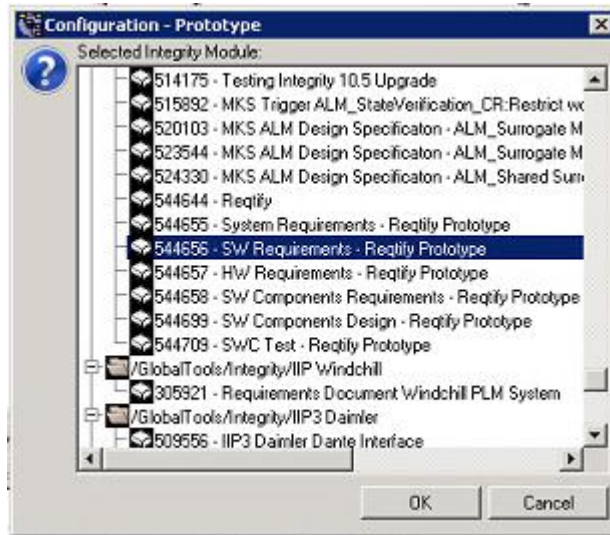 Configuration - Prototype
Selected Integrity Module:
514175 - Testing Integrity 10.5 Upgrade
515892 - MKS Trigger ALM_StateVerification_CR:Restrict wo
520103 - MKS ALM Design Specificaton - ALM_Surrogate M
523544 - MKS ALM Design Specificaton - ALM_Surrogate M
524330 - MKS ALM Design Specificaton - ALM_Shared Surro
544644 - Reqtify
544655 - System Requirements - Reqtify Prototype
544656 - SW Requirements - Reqtify Prototype
544657 - HW Requirements - Reqtify Prototype
544658 - SW Components Requirements - Reqtify Prototype
544699 - SW Components Design - Reqtify Prototype
544709 - SWC Test - Reqtify Prototype
/GlobalTools/Integrity/IIP Windchill
305921 - Requirements Document Windchill PLM System
/GlobalTools/Integrity/IIP3 Daimler
509556 - IIP3 Daimler Dante Interface
OK
Cancel